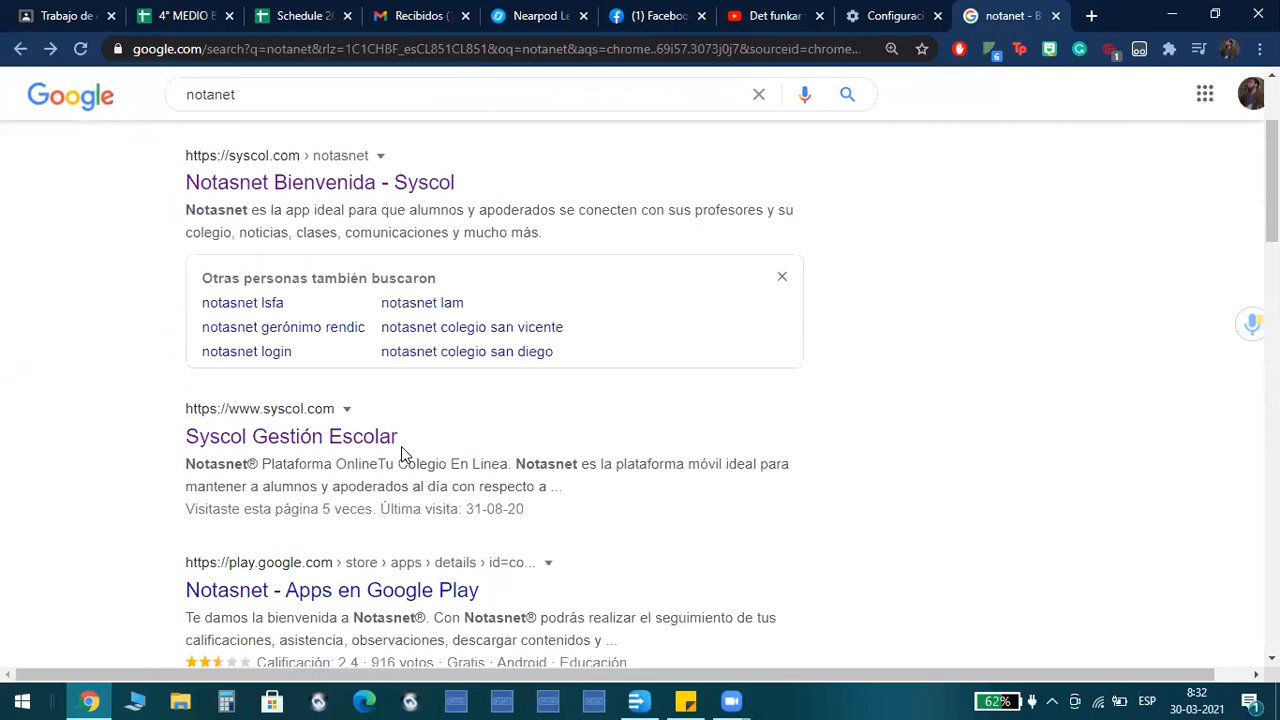 Trabajo de
4° MEDIO B
Schedule 26
Recibidos (
Nearpod Le
(1) Faceboo
Det funkar
Configuraci
notanet - B
google.com/search?q=notanet&rlz=1C1CHBF_esCL851CL851&oq=notanet&aqs=chrome..69i57.3073j0j7&sourceid=chrome...
6
1
Google
notanet
https://syscol.com › notasnet
Notasnet Bienvenida - Syscol
Notasnet es la app ideal para que alumnos y apoderados se conecten con sus profesores y su
colegio, noticias, clases, comunicaciones y mucho más.
Otras personas también buscaron
notasnet lsfa
notasnet lam
notasnet gerónimo rendic
notasnet colegio san vicente
notasnet login
notasnet colegio san diego
https://www.syscol.com
Syscol Gestión Escolar
Notasnet® Plataforma OnlineTu Colegio En Linea. Notasnet es la plataforma móvil ideal para
mantener a alumnos y apoderados al día con respecto a ...
Visitaste esta página 5 veces. Última visita: 31-08-20
https://play.google.com › store › apps › details › id=co...
Notasnet - Apps en Google Play
Te damos la bienvenida a Notasnet®. Con Notasnet® podrás realizar el seguimiento de tus
calificaciones, asistencia, observaciones, descargar contenidos y ...
Calificación: 2,4 · 916 votos · Gratis · Android · Educación
62%
ESP
8:32
30-03-2021
1